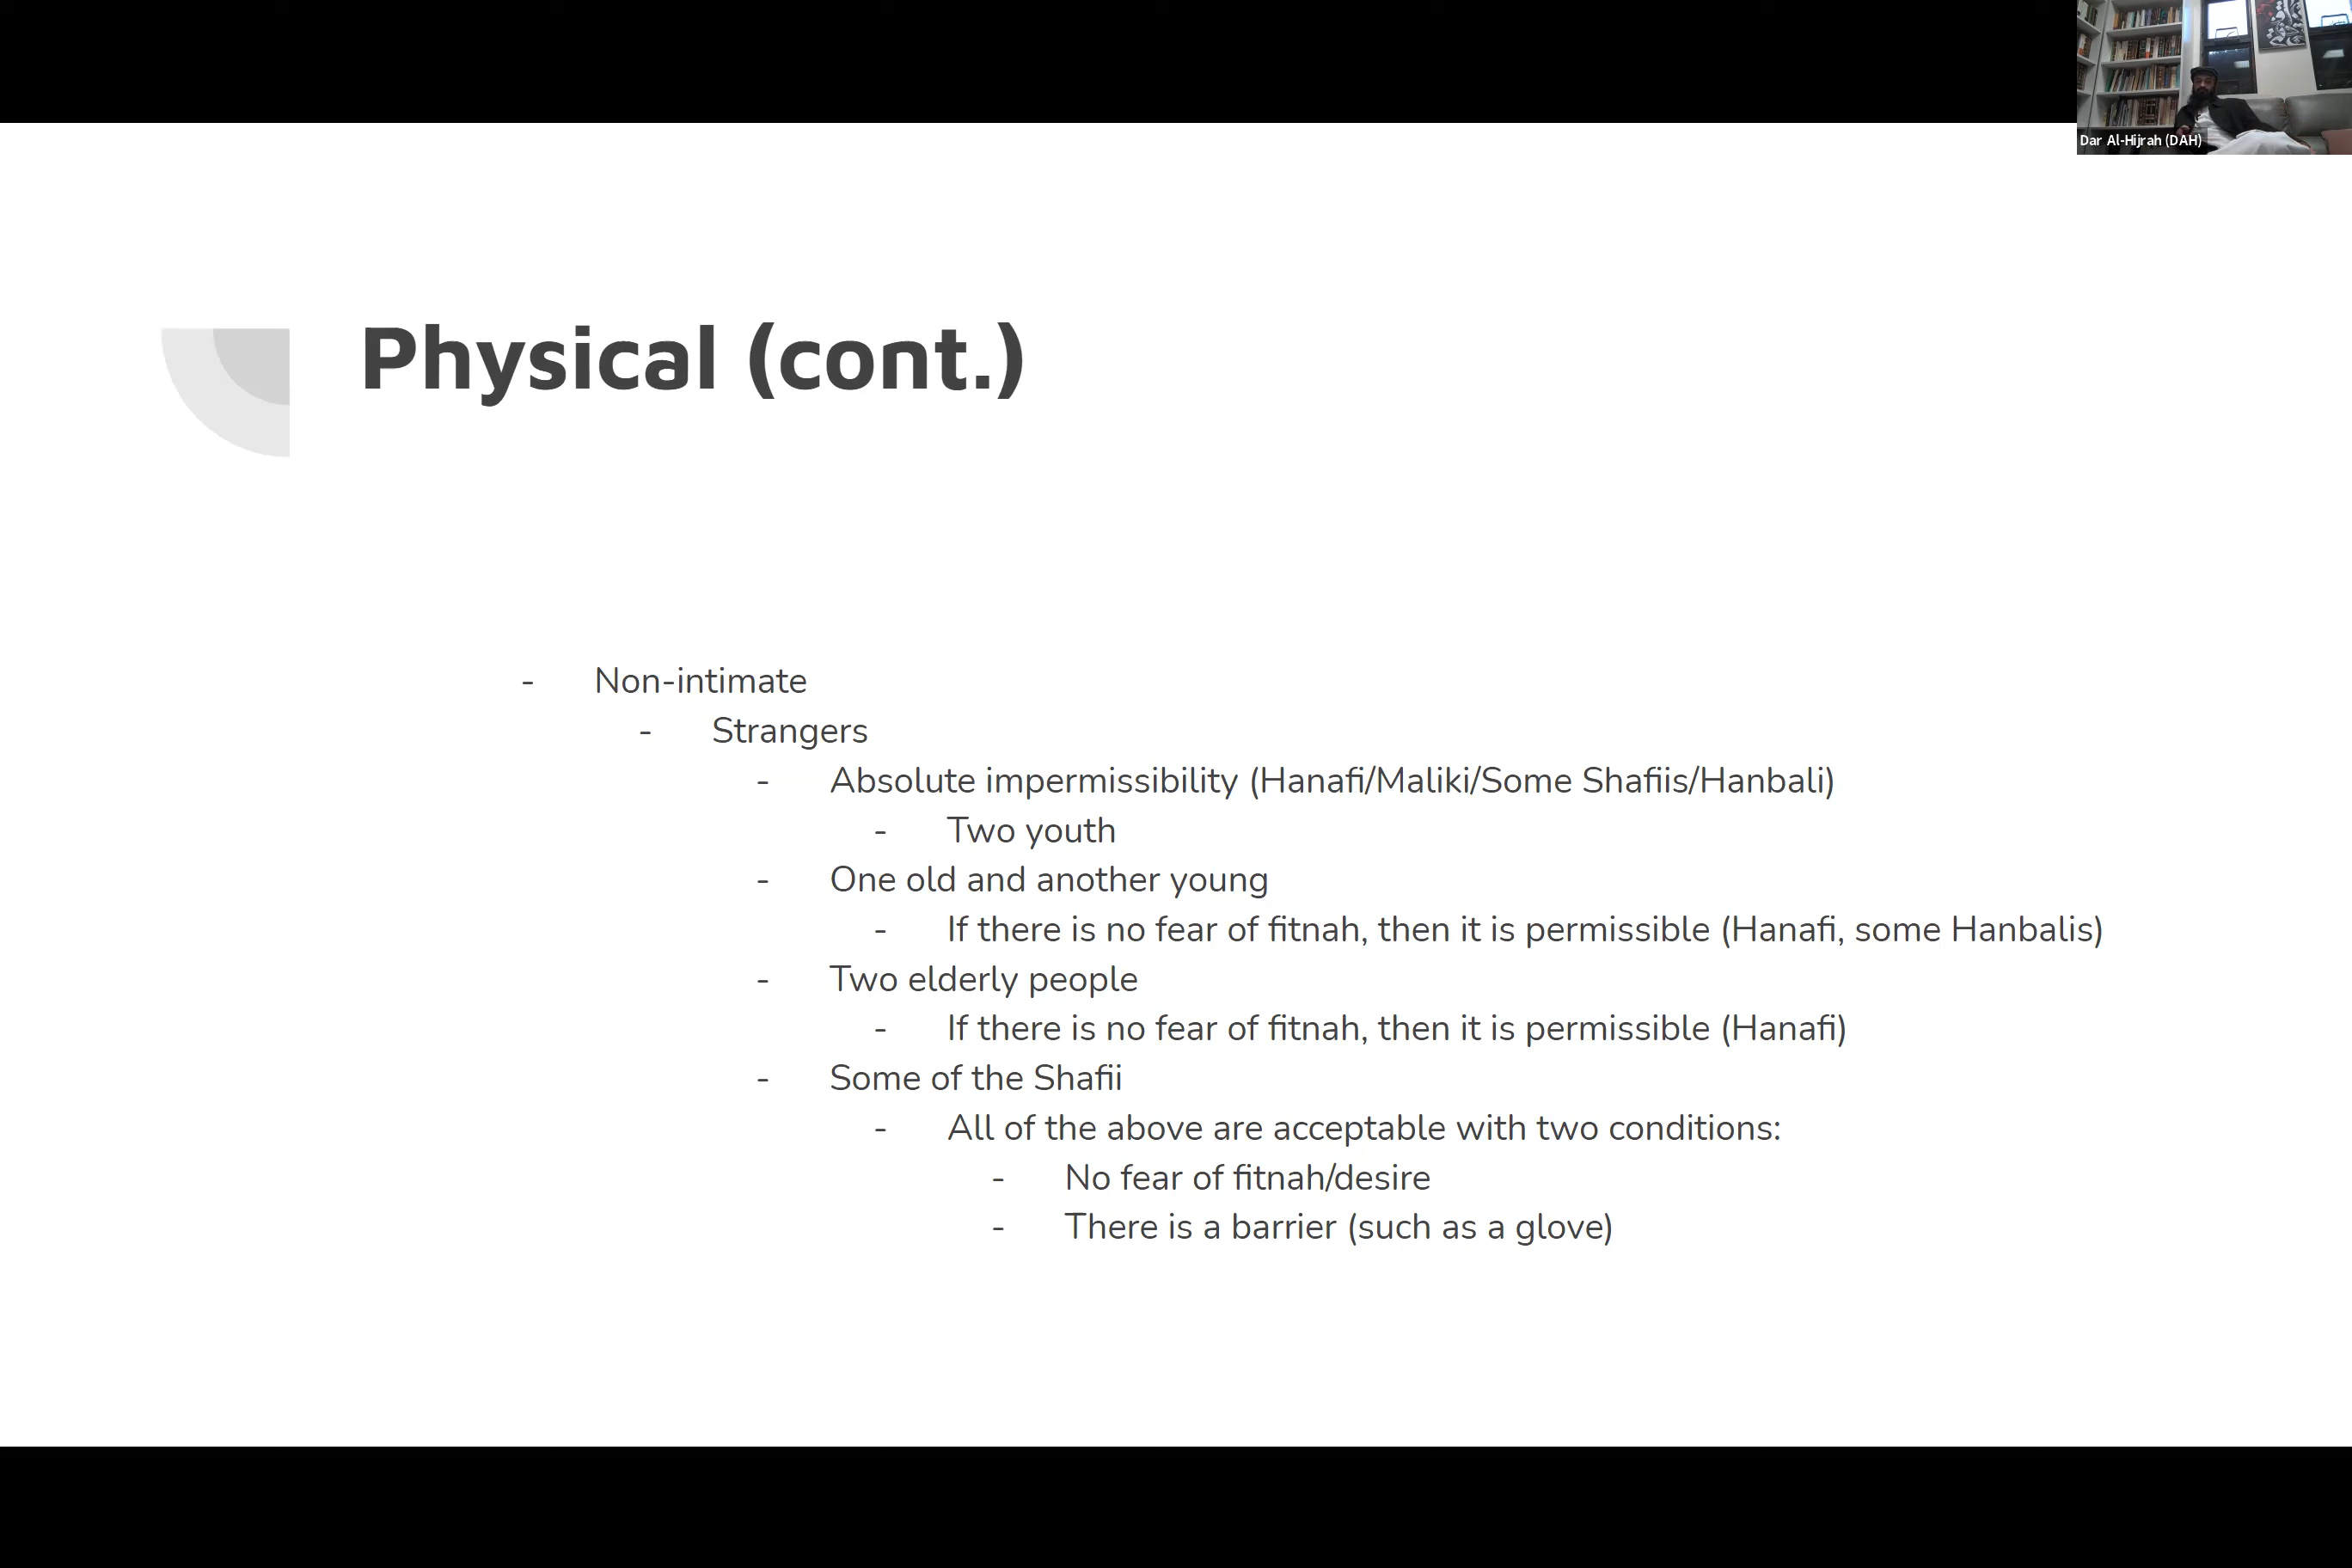 Dar Al-Hijrah (DAH)
Physical (cont.)
- Non-intimate
- Strangers
- Absolute impermissibility (Hanafi/Maliki/Some Shafiis/Hanbali)
- Two youth
- One old and another young
- If there is no fear of fitnah, then it is permissible (Hanafi, some Hanbalis)
- Two elderly people
- If there is no fear of fitnah, then it is permissible (Hanafi)
- Some of the Shafii
- All of the above are acceptable with two conditions:
- No fear of fitnah/desire
- There is a barrier (such as a glove)